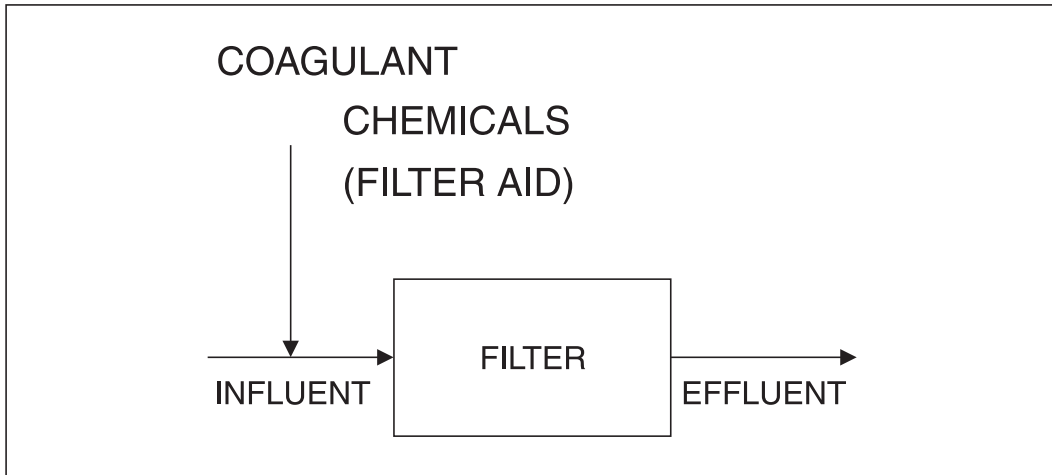 COAGULANT
CHEMICALS
(FILTER AID)
FILTER
INFLUENT
EFFLUENT